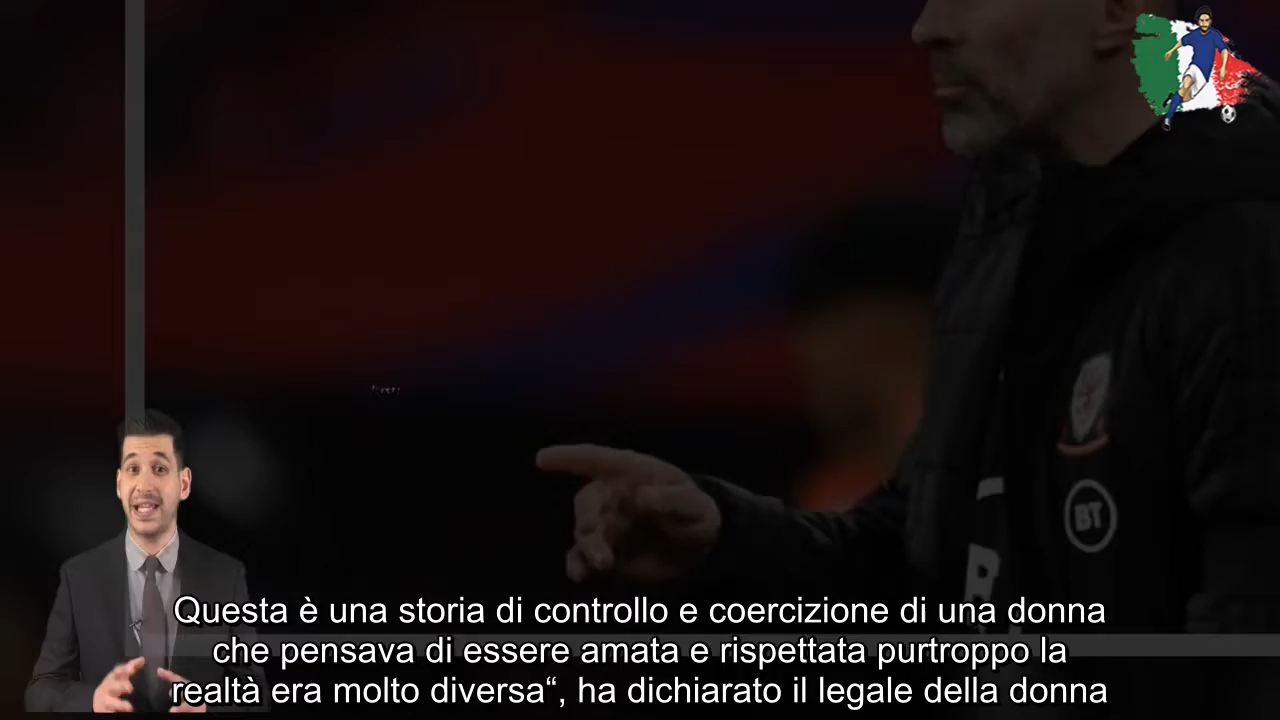 BT
R
Questa è una storia di controllo e coercizione di una donna
che pensava di essere amata e rispettata purtroppo la
realtà era molto diversa“, ha dichiarato il legale della donna